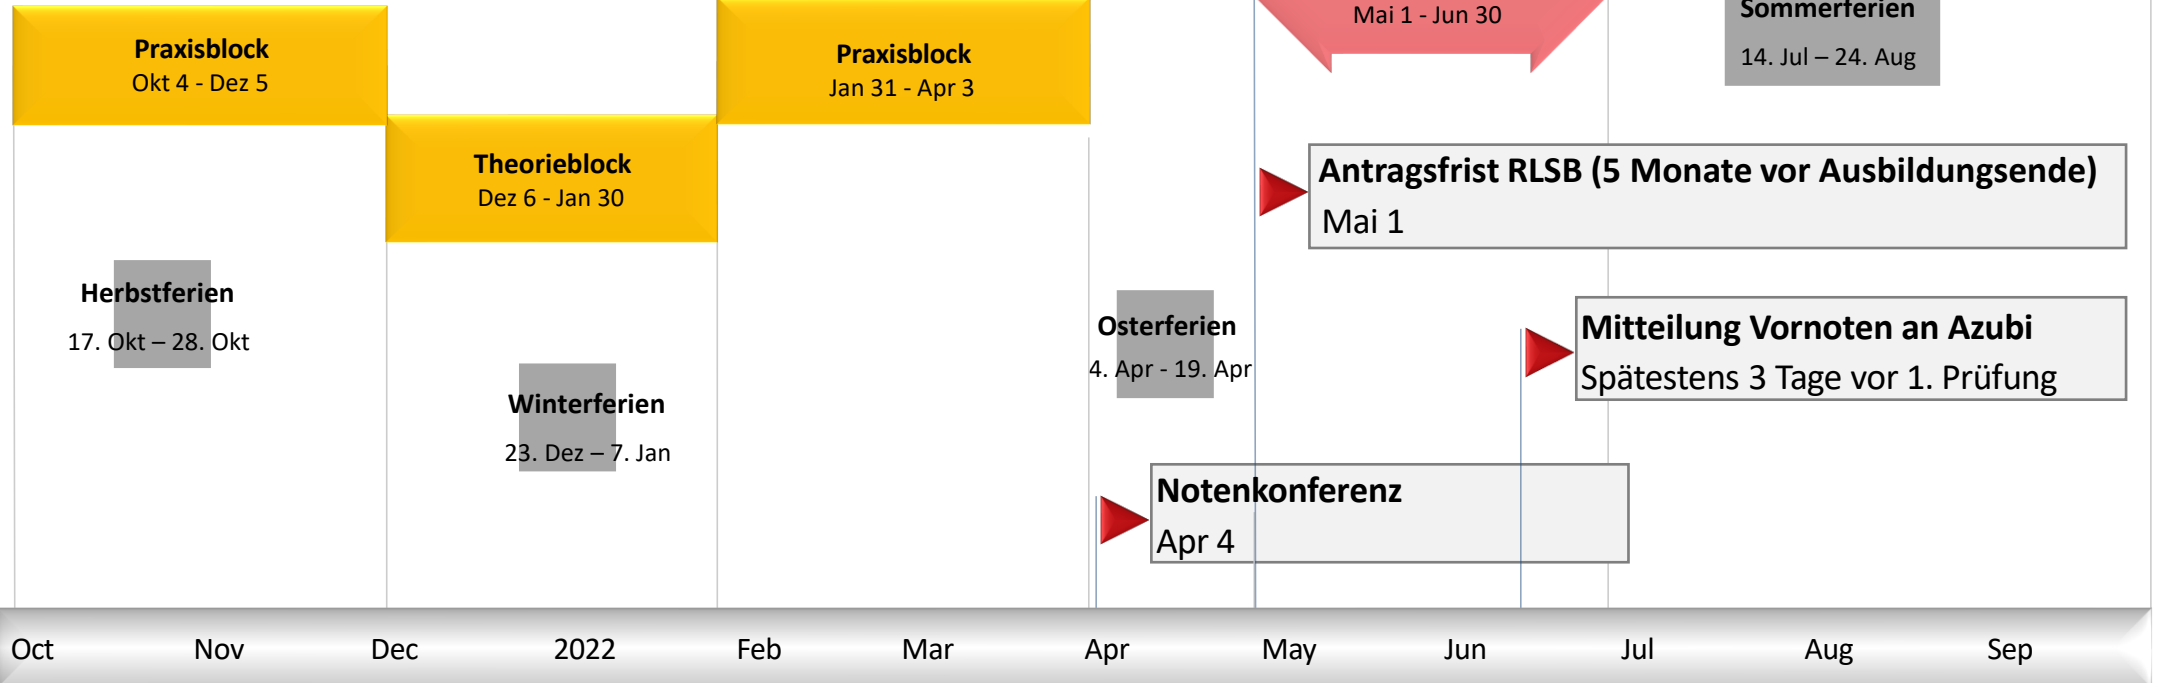 Praxisblock
Okt 4 - Dez 5
Praxisblock
Jan 31 - Apr 3
Mai 1 - Jun 30
Sommerferien
14. Jul – 24. Aug
Theorieblock
Dez 6 - Jan 30
Antragsfrist RLSB (5 Monate vor Ausbildungsende)
Mai 1
Herbstferien
17. Okt – 28. Okt
Osterferien
4. Apr - 19. Apr
Mitteilung Vornoten an Azubi
Spätestens 3 Tage vor 1. Prüfung
Winterferien
23. Dez – 7. Jan
Notenkonferenz
Apr 4
Oct Nov Dec 2022 Feb Mar Apr May Jun Jul Aug Sep